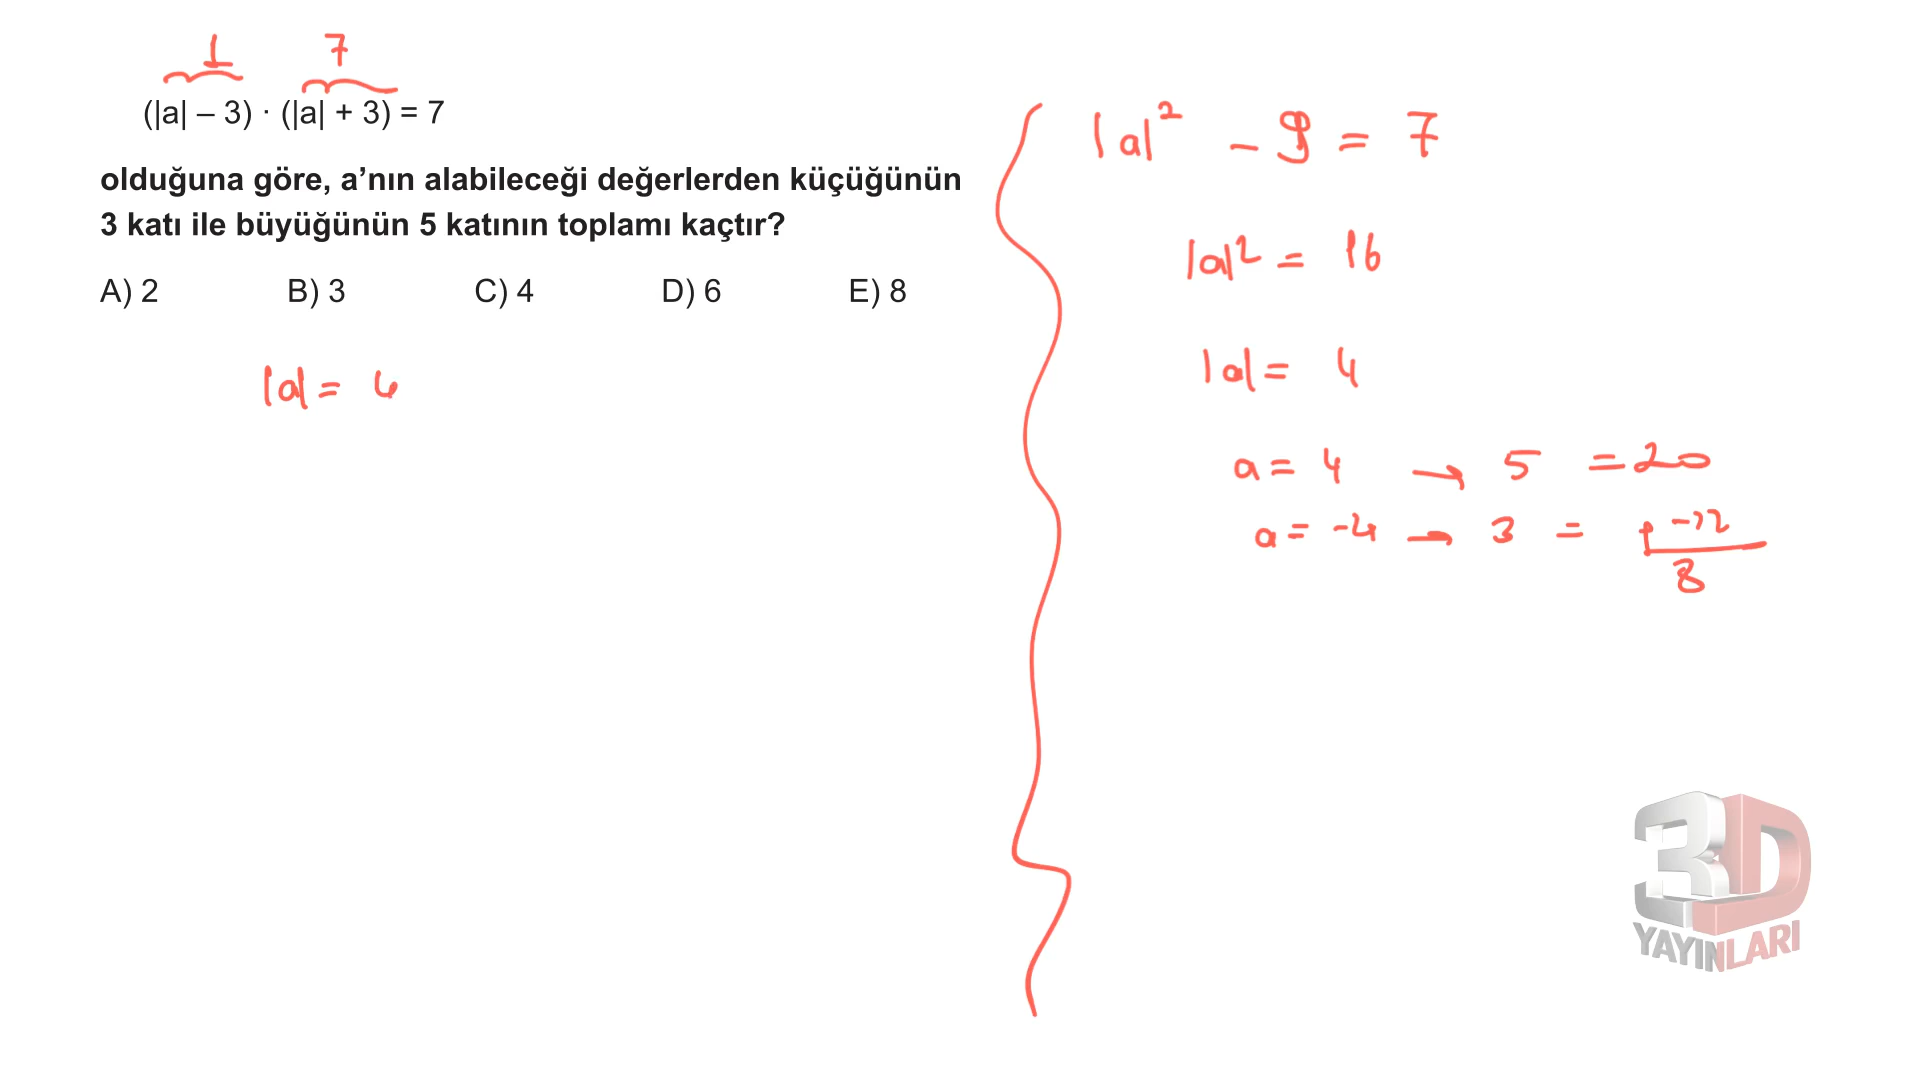 1 7
(|a| – 3) · (|a| + 3) = 7
olduğuna göre, a’nın alabileceği değerlerden küçüğünün
3 katı ile büyüğünün 5 katının toplamı kaçtır?
A) 2 B) 3 C) 4 D) 6 E) 8
|a| = 4
|a|² - 9 = 7
|a|² = 16
|a| = 4
a = 4 → 5 = 20
a = -4 → 3 = + -12
8
3D
YAYINLARI